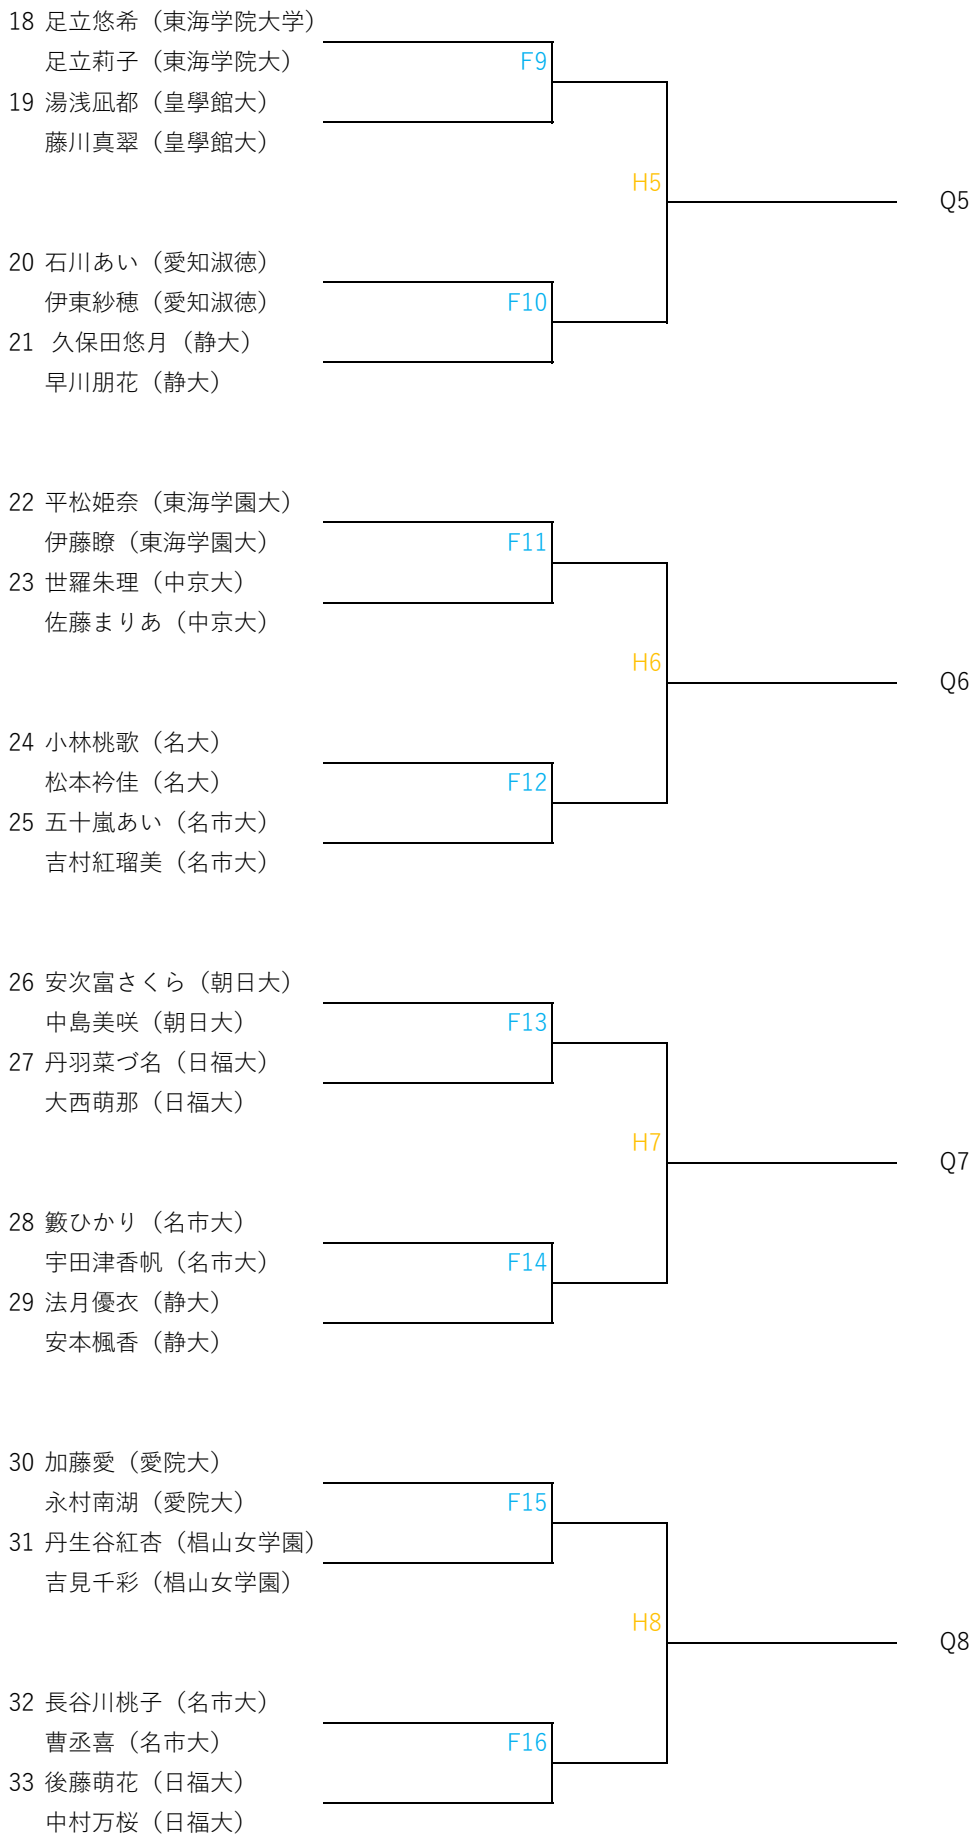 18 足立悠希（東海学院大学）
足立莉子（東海学院大）
F9
19 湯浅凪都（皇學館大）
藤川真翠（皇學館大）
H5
Q5
20 石川あい（愛知淑徳）
伊東紗穂（愛知淑徳）
F10
21 久保田悠月（静大）
早川朋花（静大）
22 平松姫奈（東海学園大）
伊藤瞭（東海学園大）
F11
23 世羅朱理（中京大）
佐藤まりあ（中京大）
H6
Q6
24 小林桃歌（名大）
松本衿佳（名大）
F12
25 五十嵐あい（名市大）
吉村紅瑠美（名市大）
26 安次富さくら（朝日大）
中島美咲（朝日大）
F13
27 丹羽菜づ名（日福大）
大西萌那（日福大）
H7
Q7
28 籔ひかり（名市大）
宇田津香帆（名市大）
F14
29 法月優衣（静大）
安本楓香（静大）
30 加藤愛（愛院大）
永村南湖（愛院大）
F15
31 丹生谷紅杏（椙山女学園）
吉見千彩（椙山女学園）
H8
Q8
32 長谷川桃子（名市大）
曹丞喜（名市大）
F16
33 後藤萌花（日福大）
中村万桜（日福大）